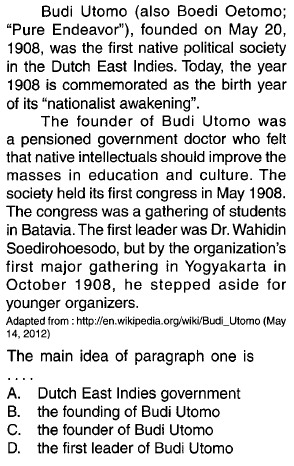 Budi Utomo (also Boedi Oetomo;
“Pure Endeavor”), founded on May 20,
1908, was the first native political society
in the Dutch East Indies. Today, the year
1908 is commemorated as the birth year
of its “nationalist awakening”.
The founder of Budi Utomo was
a pensioned government doctor who felt
that native intellectuals should improve the
masses in education and culture. The
society held its first congress in May 1908.
The congress was a gathering of students
in Batavia. The first leader was Dr. Wahidin
Soedirohoesodo, but by the organization's
first major gathering in Yogyakarta in
October 1908, he stepped aside for
younger organizers.
Adapted from : http://en.wikipedia.org/wiki/Budi_Utomo (May
14, 2012)
The main idea of paragraph one is
....
A. Dutch East Indies government
B. the founding of Budi Utomo
C. the founder of Budi Utomo
D. the first leader of Budi Utomo